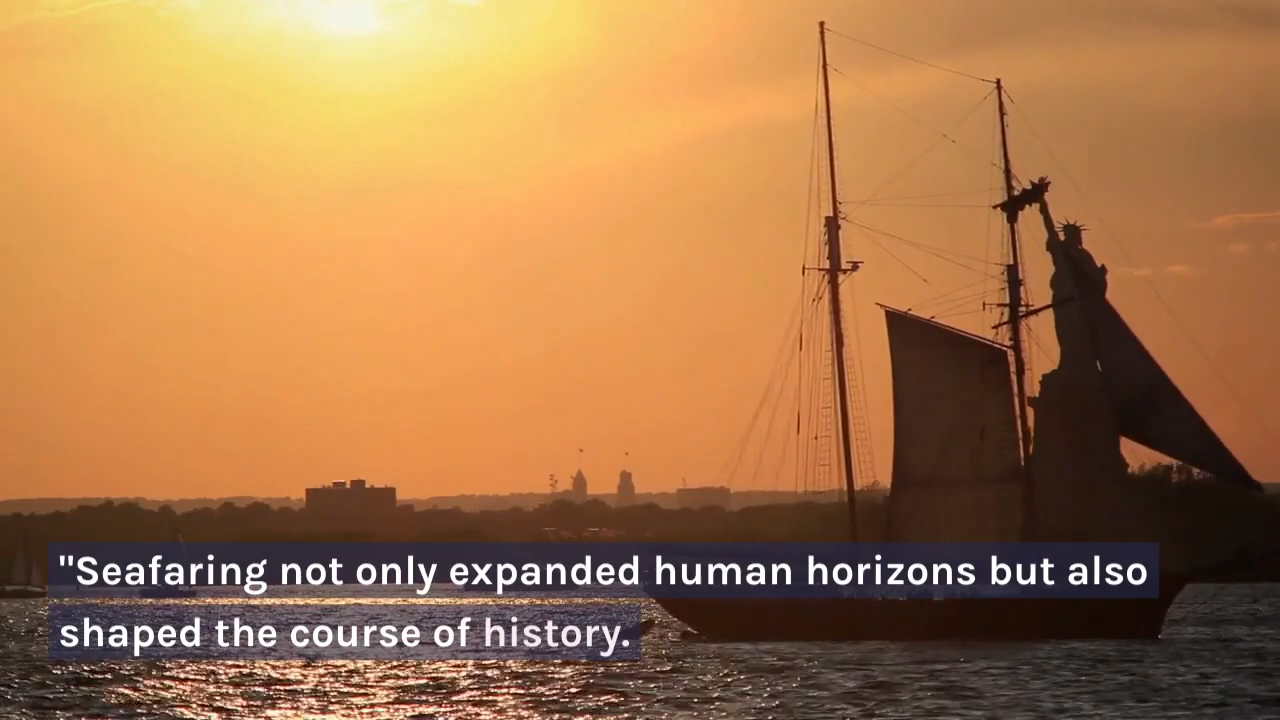 "Seafaring not only expanded human horizons but also
shaped the course of history.